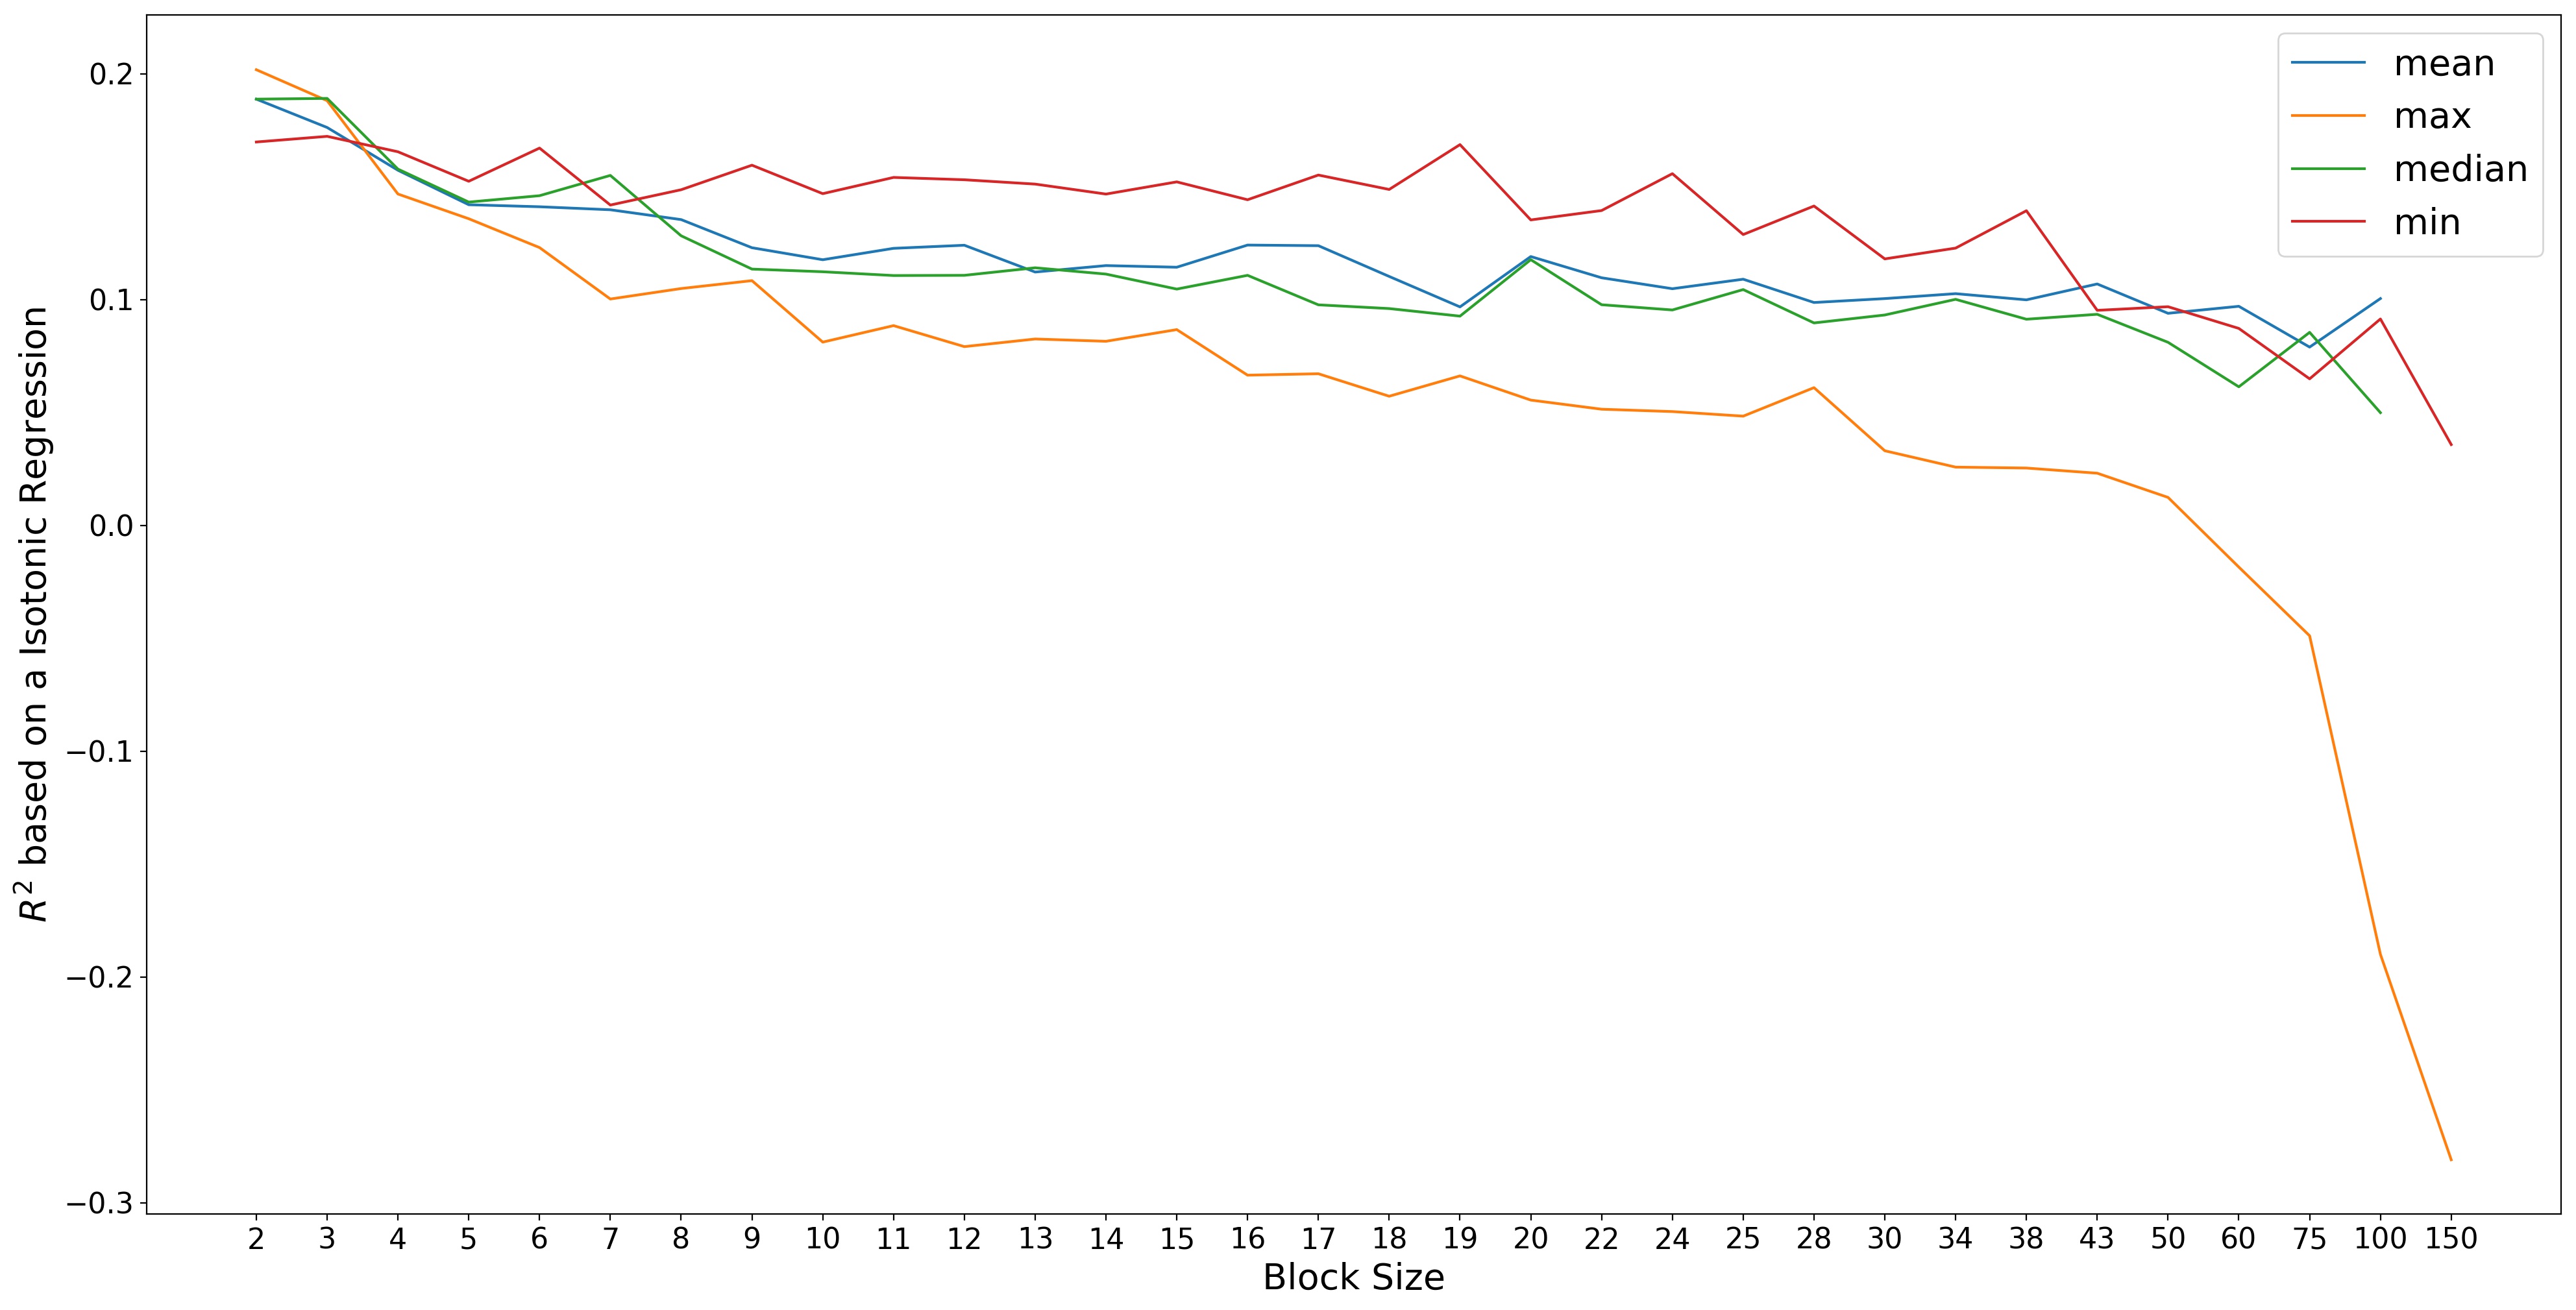 mean
max
median
min
0.2
0.1
0.0
−0.1
−0.2
−0.3
R² based on a Isotonic Regression
2 3 4 5 6 7 8 9 10 11 12 13 14 15 16 17 18 19 20 22 24 25 28 30 34 38 43 50 60 75 100 150
Block Size